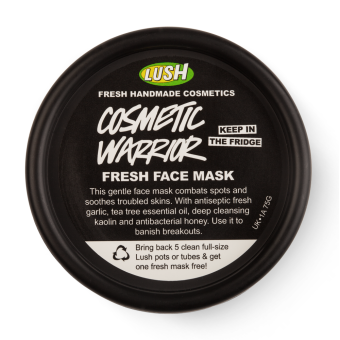 LUSH
FRESH HANDMADE COSMETICS
COSMETIC
WARRIOR
KEEP IN
THE FRIDGE
FRESH FACE MASK
This gentle face mask combats spots and
soothes troubled skins. With antiseptic fresh
garlic, tea tree essential oil, deep cleansing
kaolin and antibacterial honey. Use it to
banish breakouts.
UK•1A 75G
Bring back 5 clean full-size
Lush pots or tubes & get
one fresh mask free!